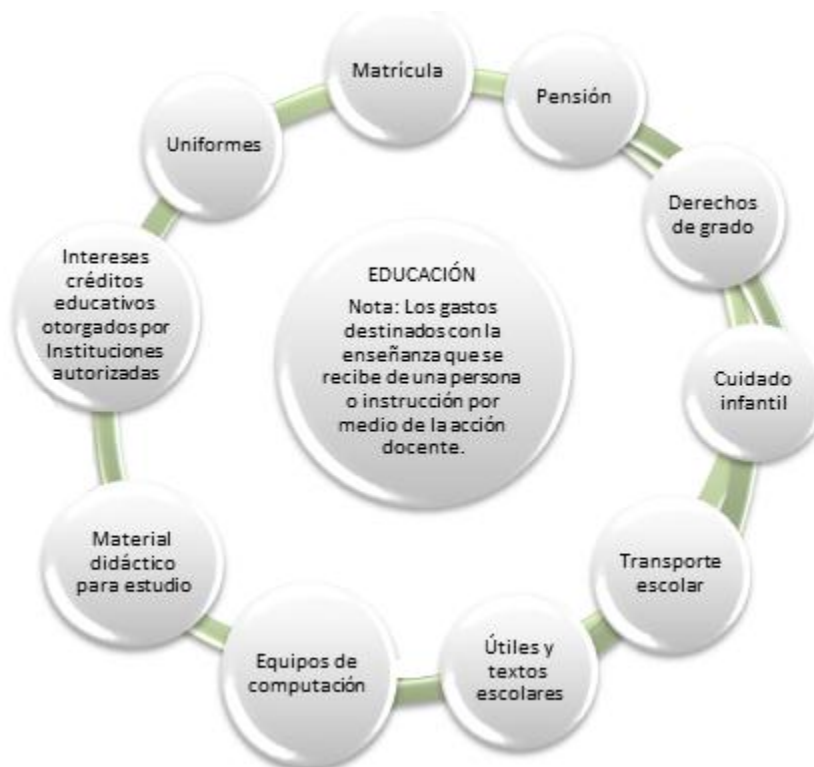 Matrícula
Pensión
Derechos
de grado
Cuidado
infantil
Transporte
escolar
Útiles y
textos
escolares
Equipos de
computación
Material
didáctico
para estudio
Intereses
créditos
educativos
otorgados por
Instituciones
autorizadas
Uniformes
EDUCACIÓN
Nota: Los gastos
destinados con la
enseñanza que se
recibe de una persona
o instrucción por
medio de la acción
docente.